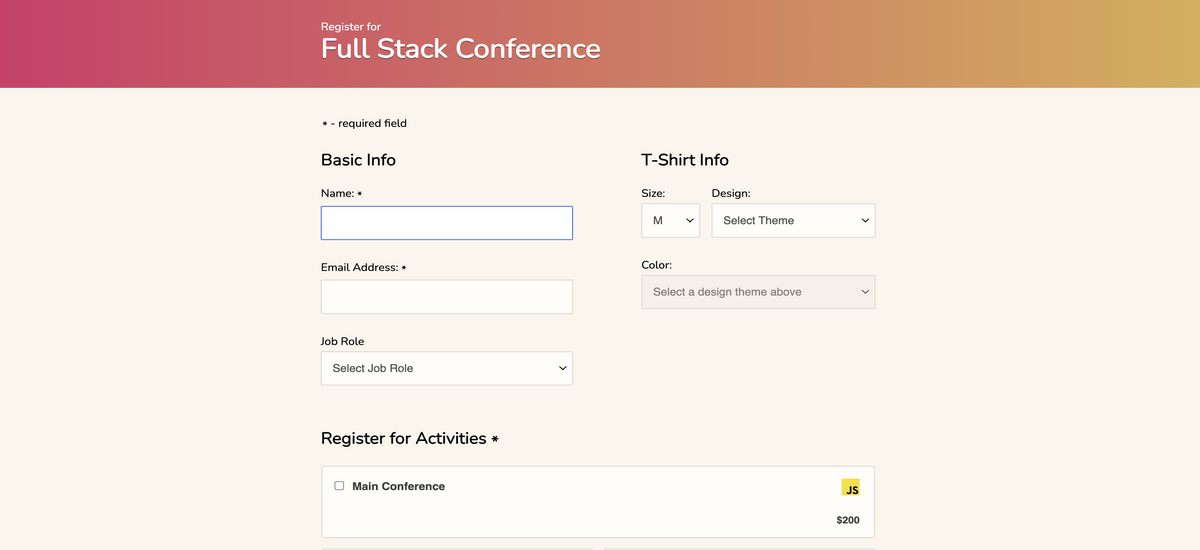 Register for
Full Stack Conference
* - required field
Basic Info
Name: *
Email Address: *
Job Role
Select Job Role
T-Shirt Info
Size: Design:
M Select Theme
Color:
Select a design theme above
Register for Activities *
Main Conference
JS
$200